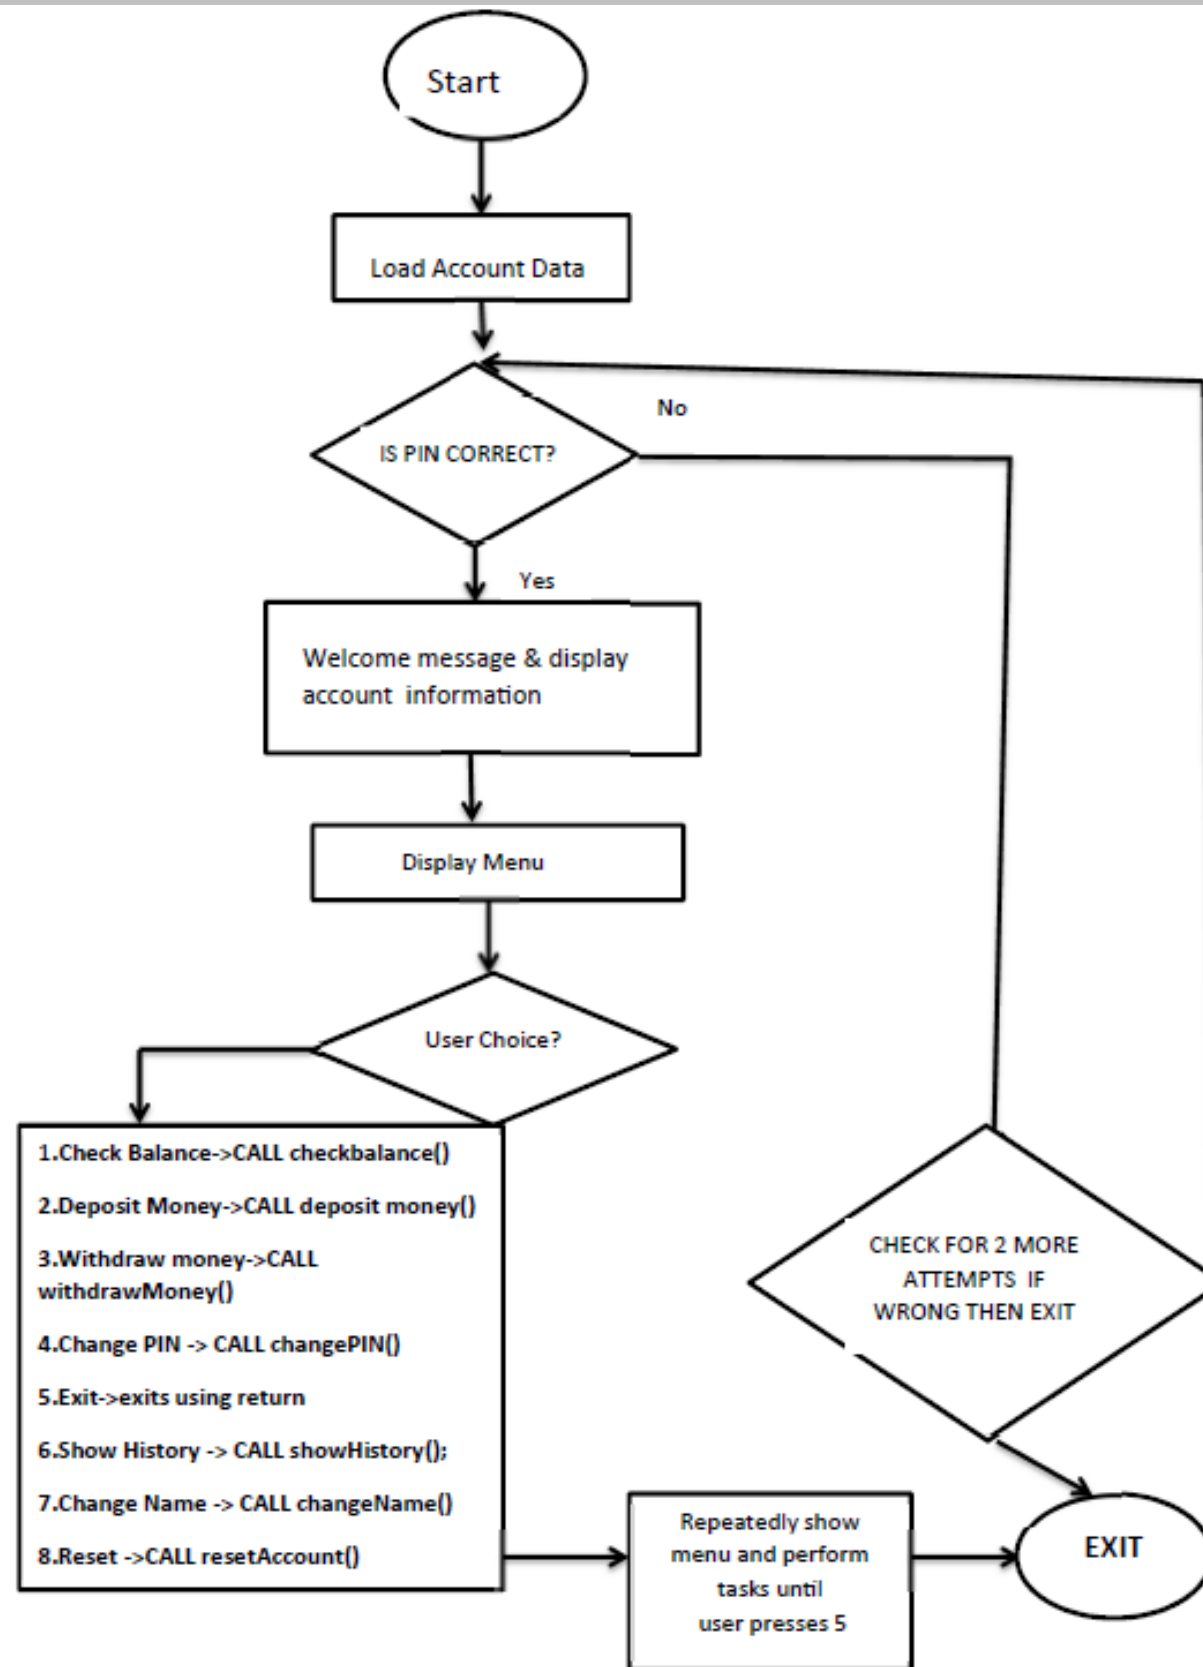 Start
Load Account Data
No
IS PIN CORRECT?
Yes
Welcome message & display
account information
Display Menu
User Choice?
1.Check Balance->CALL checkbalance()
2.Deposit Money->CALL deposit money()
3.Withdraw money->CALL
withdrawMoney()
4.Change PIN -> CALL changePIN()
5.Exit->exits using return
6.Show History -> CALL showHistory();
7.Change Name -> CALL changeName()
8.Reset ->CALL resetAccount()
CHECK FOR 2 MORE
ATTEMPTS IF
WRONG THEN EXIT
Repeatedly show
menu and perform
tasks until
user presses 5
EXIT